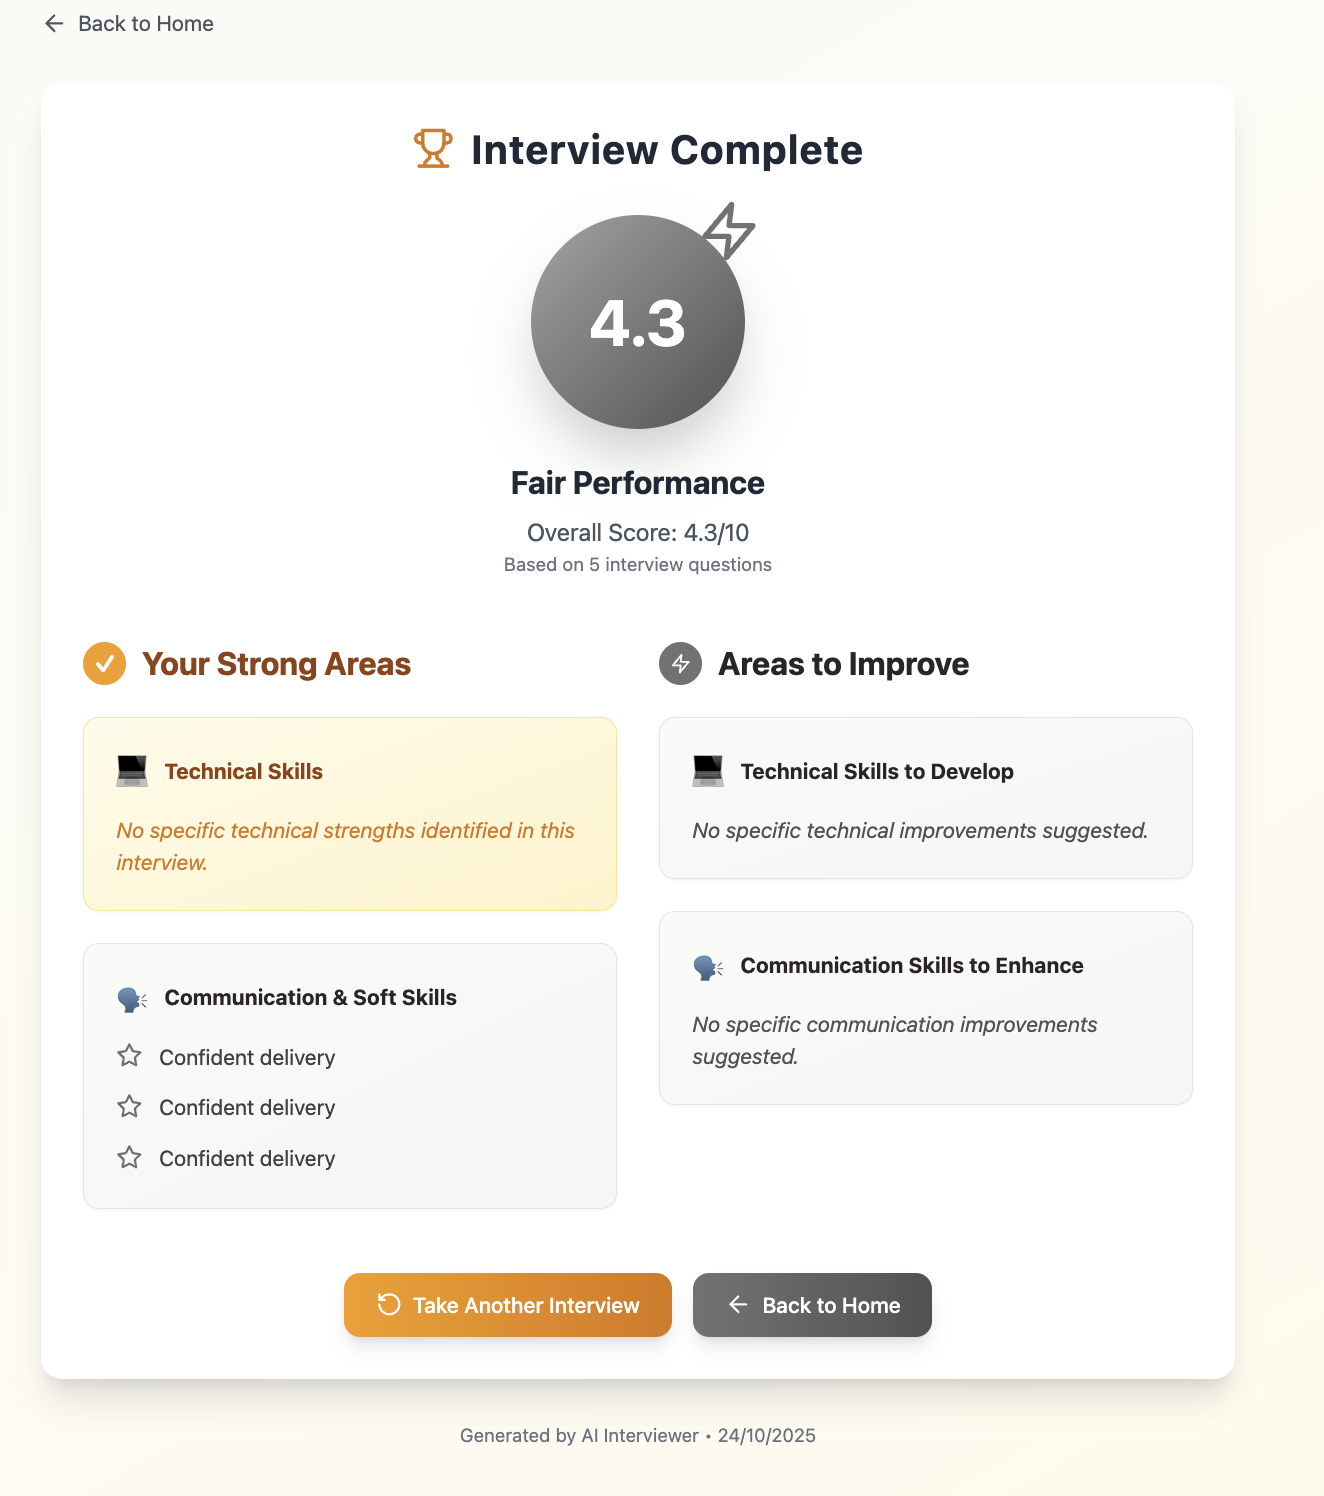 Back to Home
Interview Complete
4.3
Fair Performance
Overall Score: 4.3/10
Based on 5 interview questions
Your Strong Areas
Technical Skills
No specific technical strengths identified in this
interview.
Communication & Soft Skills
Confident delivery
Confident delivery
Confident delivery
Areas to Improve
Technical Skills to Develop
No specific technical improvements suggested.
Communication Skills to Enhance
No specific communication improvements
suggested.
Take Another Interview
Back to Home
Generated by AI Interviewer • 24/10/2025